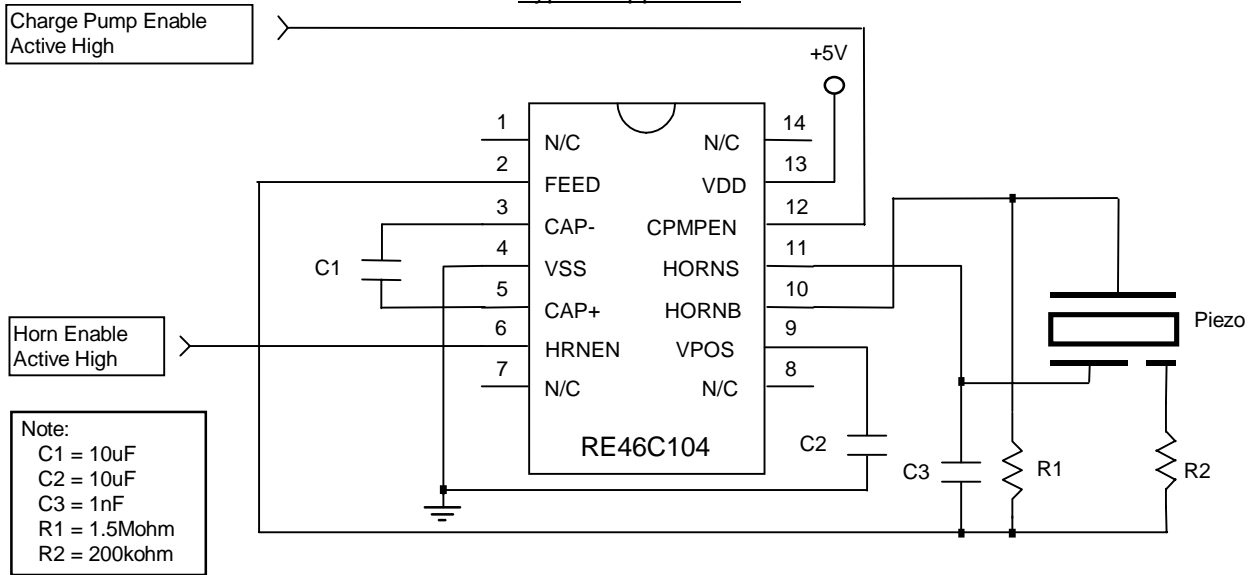 Charge Pump Enable
Active High
+5V
1
N/C
N/C
14
2
FEED
VDD
13
3
CAP-
CPMPEN
12
4
VSS
HORNS
11
5
CAP+
HORNB
10
6
HRNEN
VPOS
9
7
N/C
N/C
8
RE46C104
C1
Horn Enable
Active High
Piezo
C2
C3
R1
R2
Note:
C1 = 10uF
C2 = 10uF
C3 = 1nF
R1 = 1.5Mohm
R2 = 200kohm